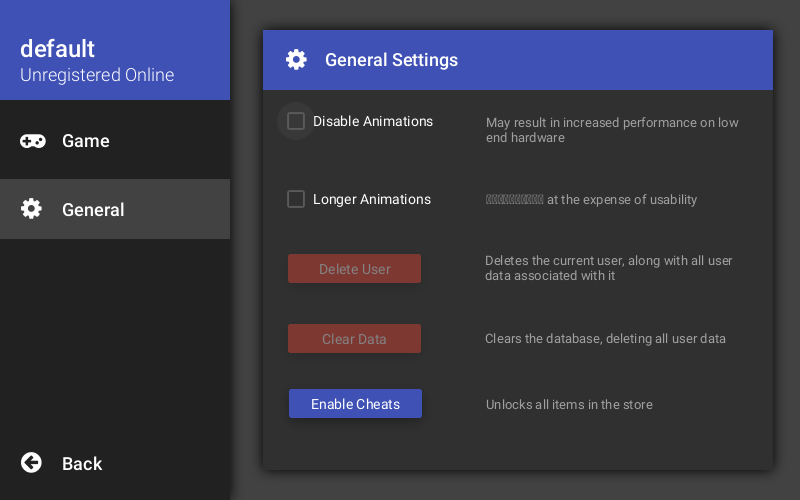 default
Unregistered Online
Game
General
Back
General Settings
Disable Animations
May result in increased performance on low
end hardware
Longer Animations
at the expense of usability
Delete User
Deletes the current user, along with all user
data associated with it
Clear Data
Clears the database, deleting all user data
Enable Cheats
Unlocks all items in the store